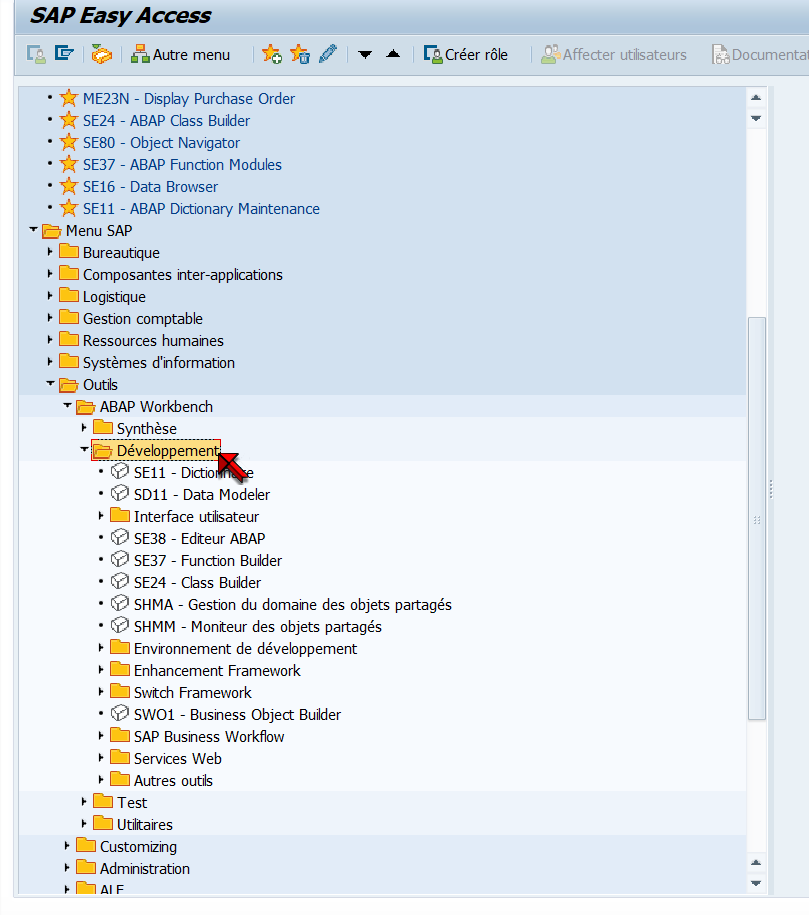 SAP Easy Access
Autre menu Créer rôle Affecter utilisateurs
ME23N - Display Purchase Order
SE24 - ABAP Class Builder
SE80 - Object Navigator
SE37 - ABAP Function Modules
SE16 - Data Browser
SE11 - ABAP Dictionary Maintenance
Menu SAP
Bureautique
Composantes inter-applications
Logistique
Gestion comptable
Ressources humaines
Systèmes d'information
Outils
ABAP Workbench
Synthèse
Développement
SE11 - Dictionnaire
SD11 - Data Modeler
Interface utilisateur
SE38 - Editeur ABAP
SE37 - Function Builder
SE24 - Class Builder
SHMA - Gestion du domaine des objets partagés
SHMM - Moniteur des objets partagés
Environnement de développement
Enhancement Framework
Switch Framework
SWO1 - Business Object Builder
SAP Business Workflow
Services Web
Autres outils
Test
Utilitaires
Customizing
Administration
ALE